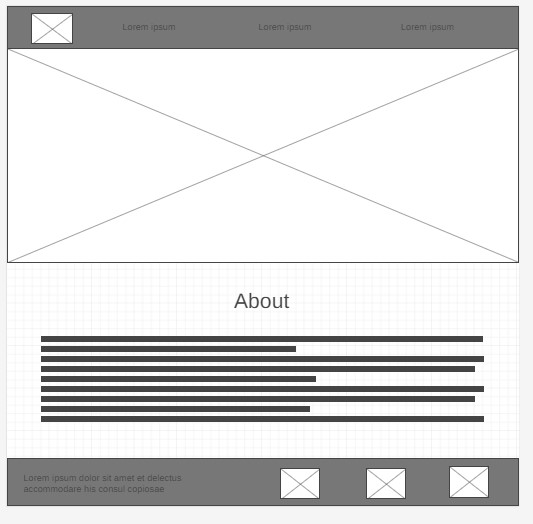 Lorem ipsum Lorem ipsum Lorem ipsum
About
Lorem ipsum dolor sit amet et delectus
accommodare his consul copiosae